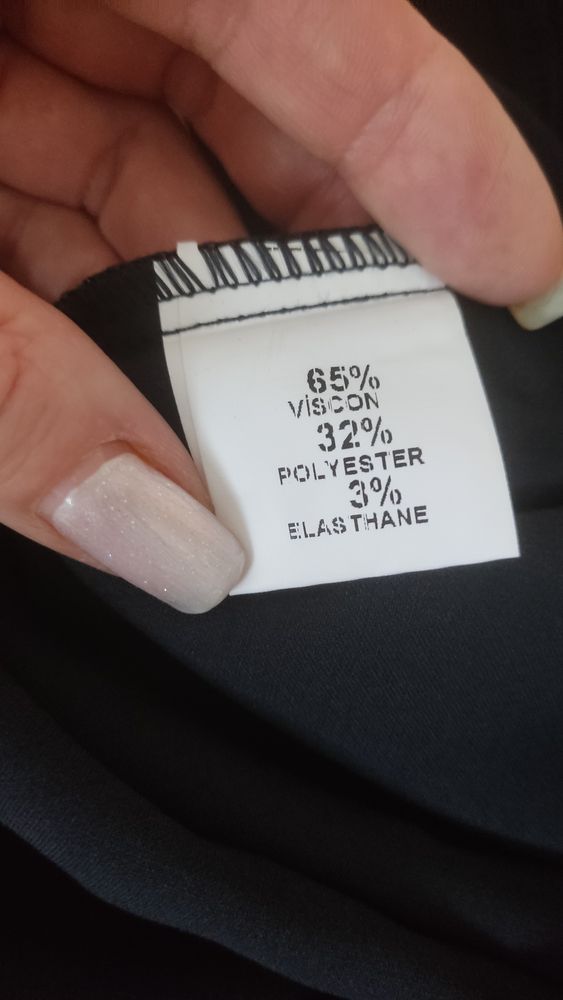 65%
VİSCON
32%
POLYESTER
3%
ELASTHANE